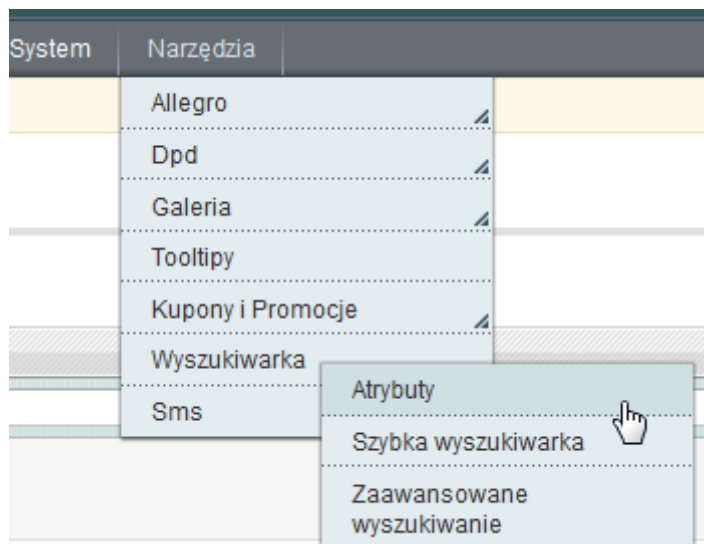 System Narzędzia
Allegro
Dpd
Galeria
Tooltipy
Kupony i Promocje
Wyszukiwarka
Atrybuty
Sms
Szybka wyszukiwarka
Zaawansowane
wyszukiwanie